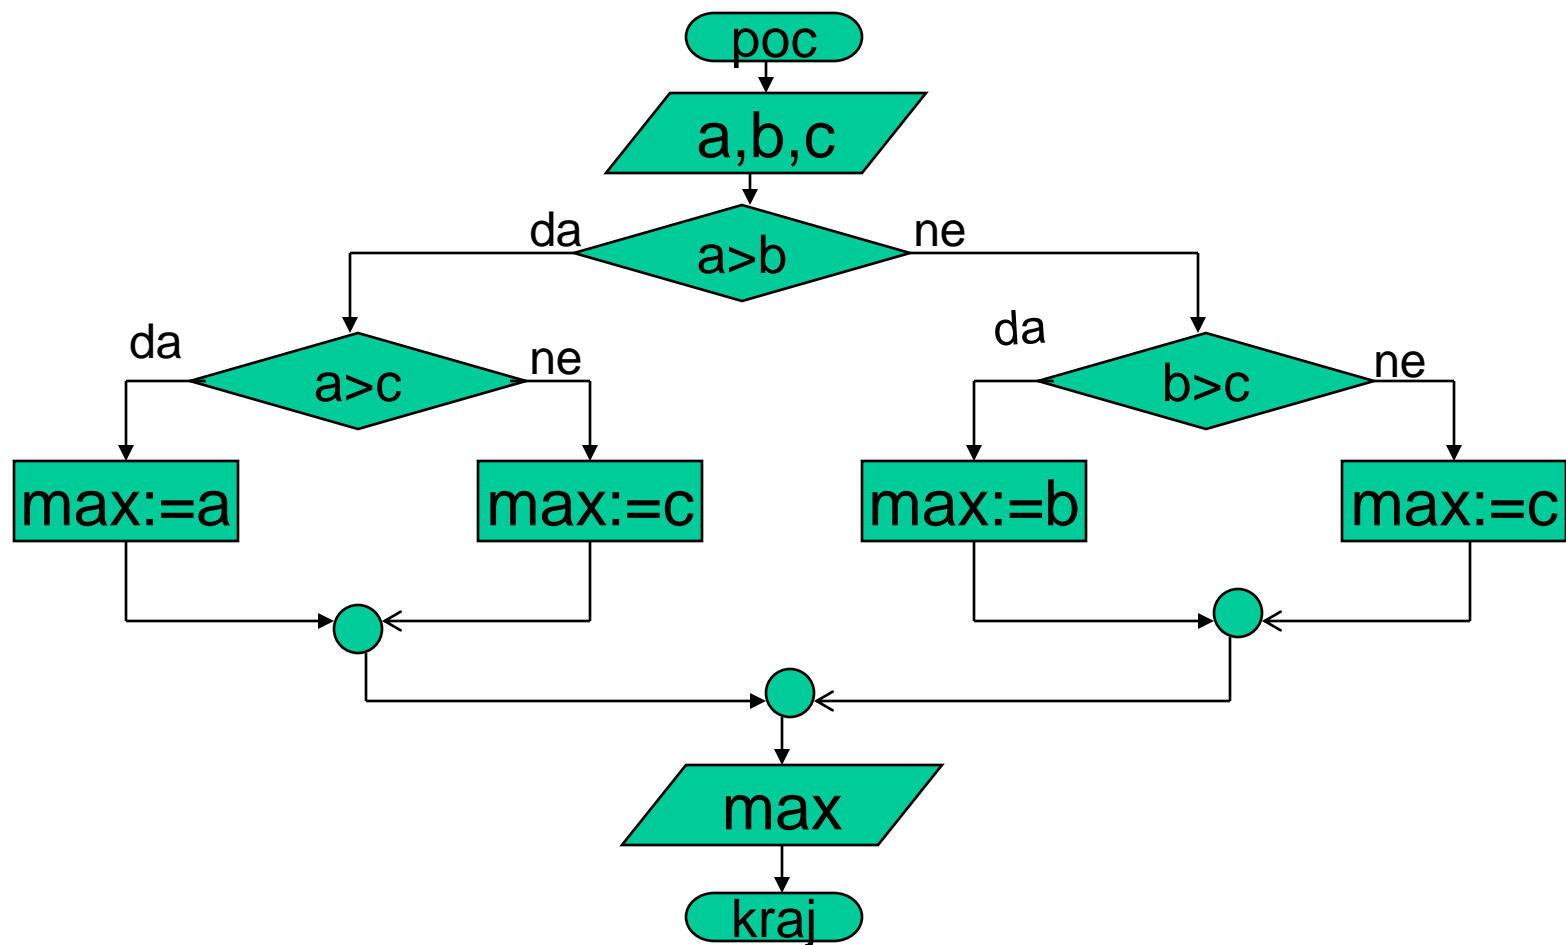 poc
a,b,c
da
a>b
ne
da
a>c
ne
da
b>c
ne
max:=a
max:=c
max:=b
max:=c
max
kraj